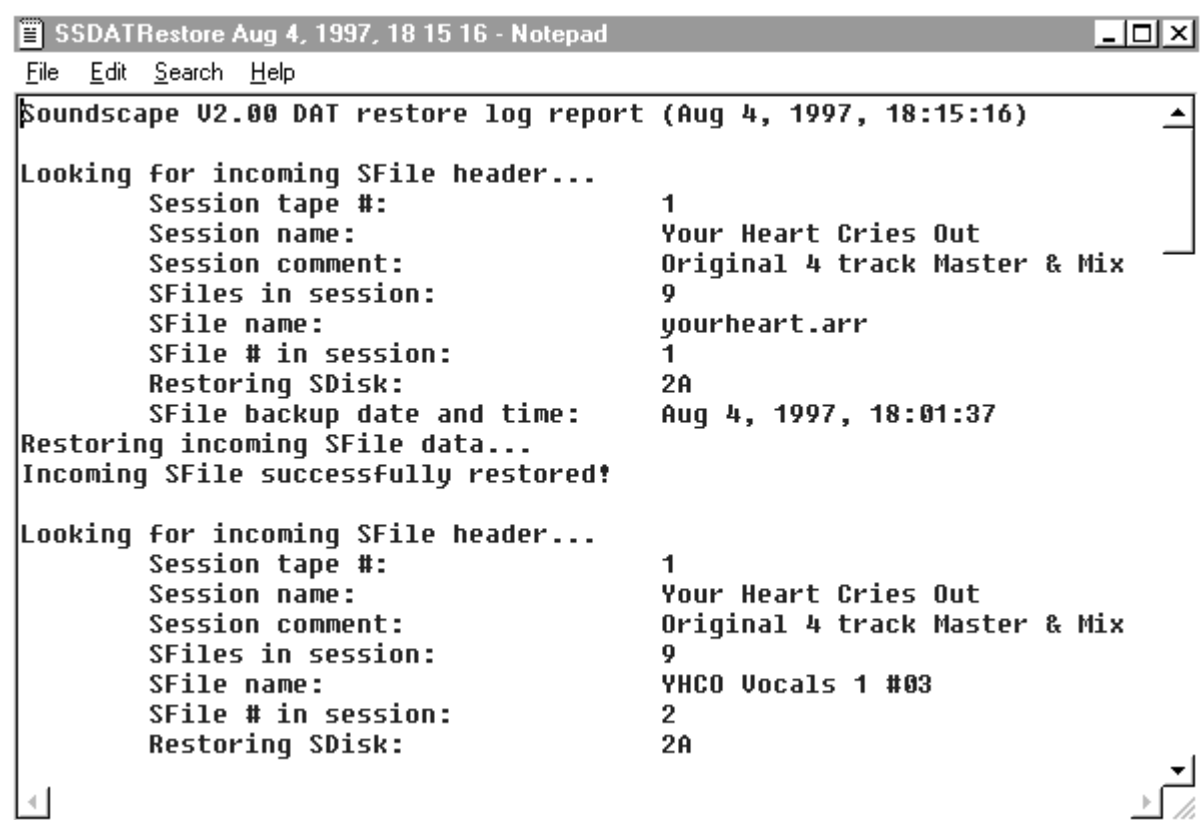 SSDATRestore Aug 4, 1997, 18 15 16 - Notepad
File Edit Search Help
Soundscape V2.00 DAT restore log report (Aug 4, 1997, 18:15:16)
Looking for incoming SFile header...
Session tape #: 1
Session name: Your Heart Cries Out
Session comment: Original 4 track Master & Mix
SFiles in session: 9
SFile name: yourheart.arr
SFile # in session: 1
Restoring SDisk: 2A
SFile backup date and time: Aug 4, 1997, 18:01:37
Restoring incoming SFile data...
Incoming SFile successfully restored!
Looking for incoming SFile header...
Session tape #: 1
Session name: Your Heart Cries Out
Session comment: Original 4 track Master & Mix
SFiles in session: 9
SFile name: YHCO Vocals 1 #03
SFile # in session: 2
Restoring SDisk: 2A